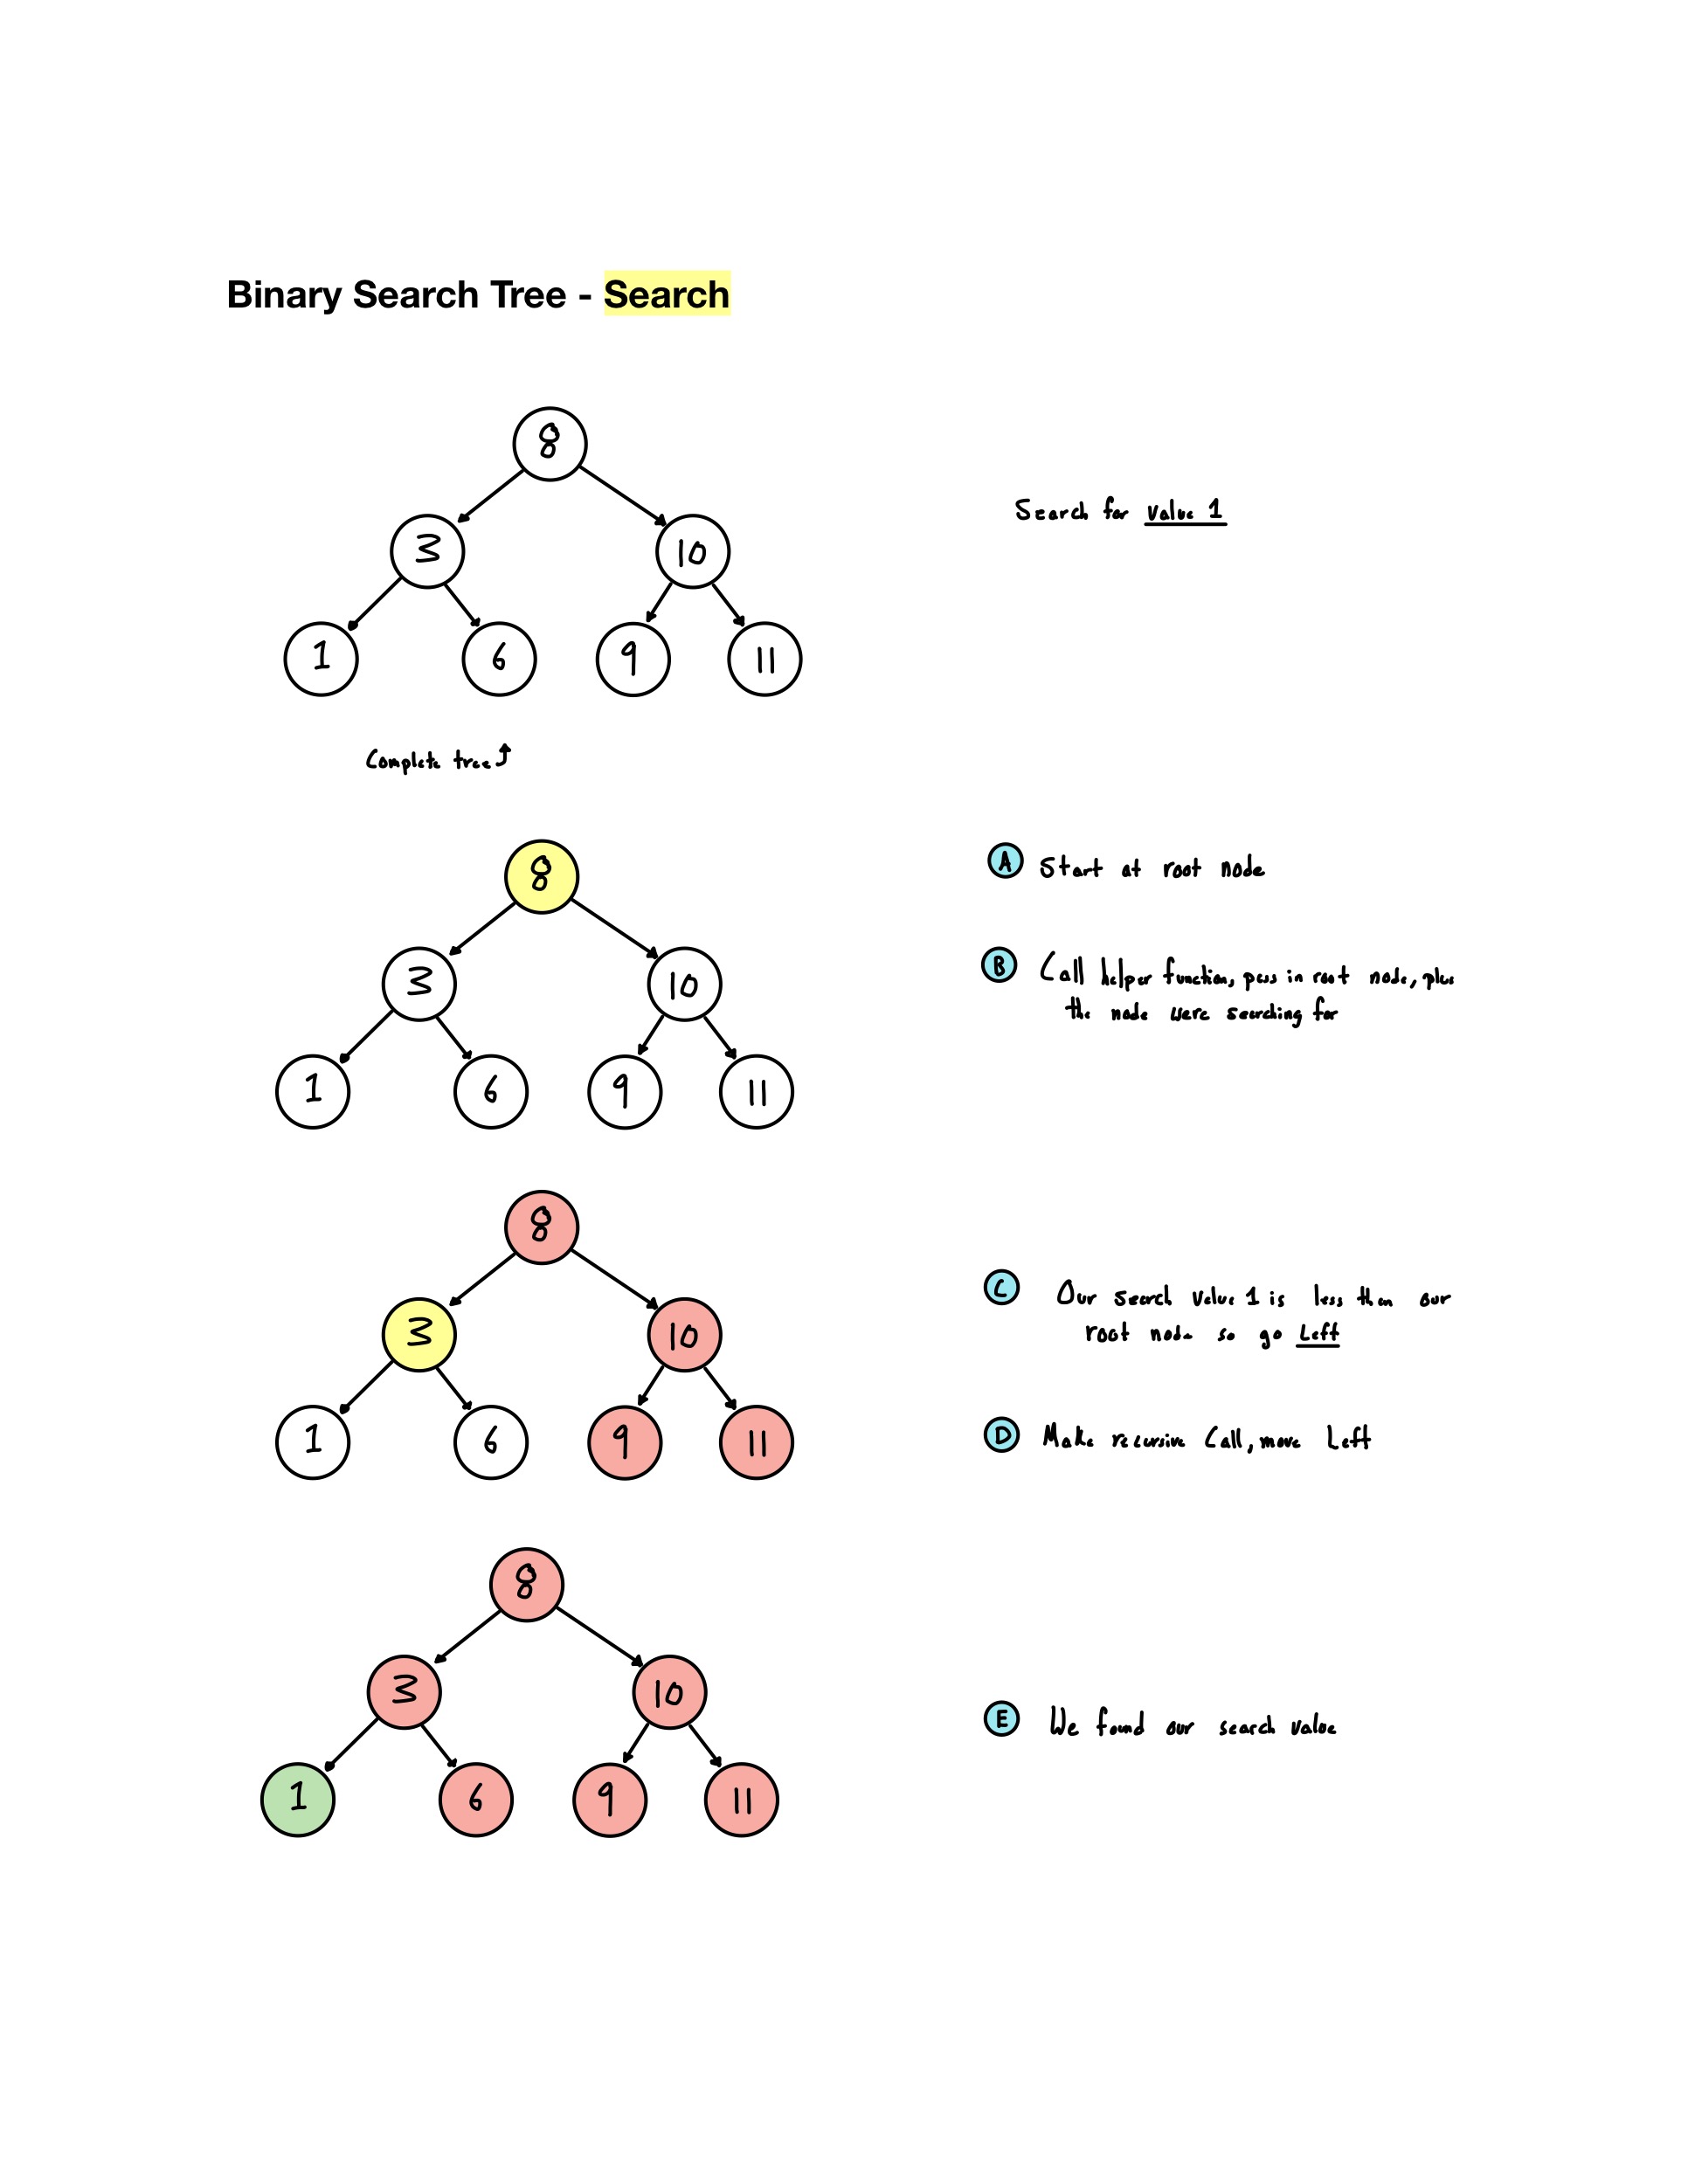 Binary Search Tree - Search
8
Search for value 1
3 10
1 6 9 11
Complete tree
8
A Start at root node
3 10
B Call helper function, pass in root node, plus
the node were searching for
1 6 9 11
8
C Our search value 1 is less than our
root node so go Left
3 10
1 6 9 11
D Make recursive Call, move Left
8
3 10
E We found our search value
1 6 9 11